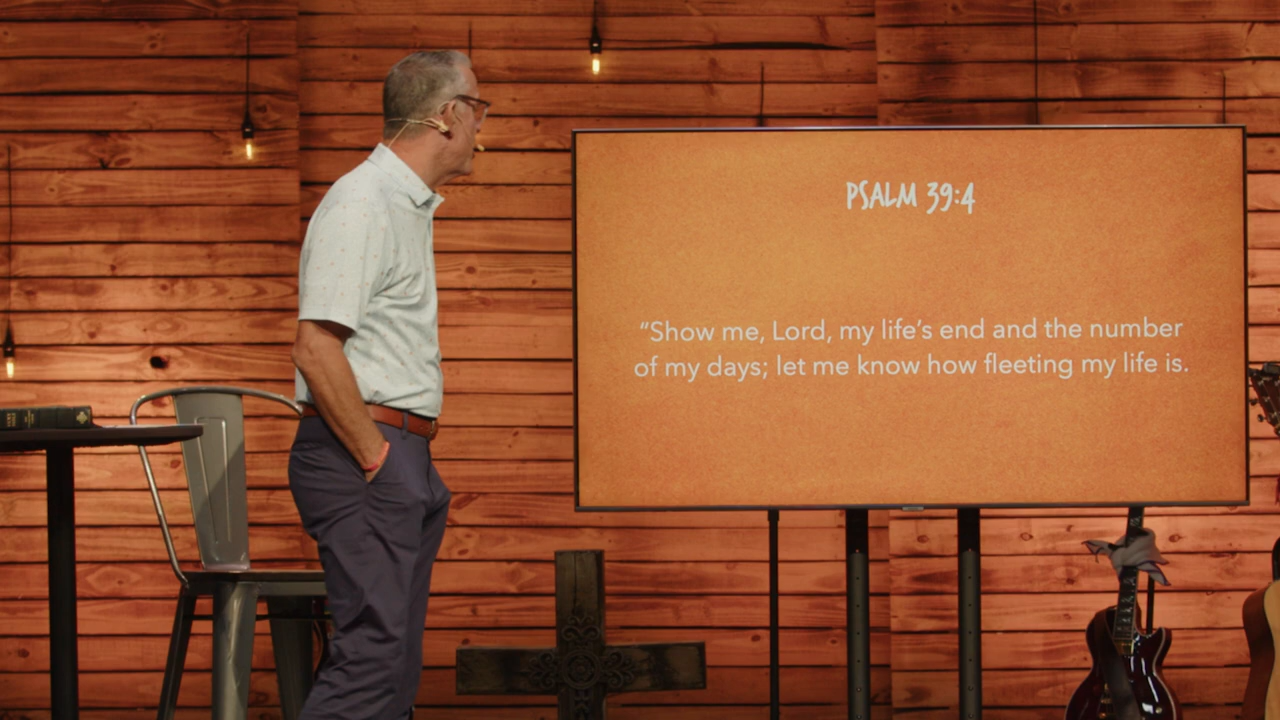 PSALM 39:4
“Show me, Lord, my life’s end and the number
of my days; let me know how fleeting my life is.